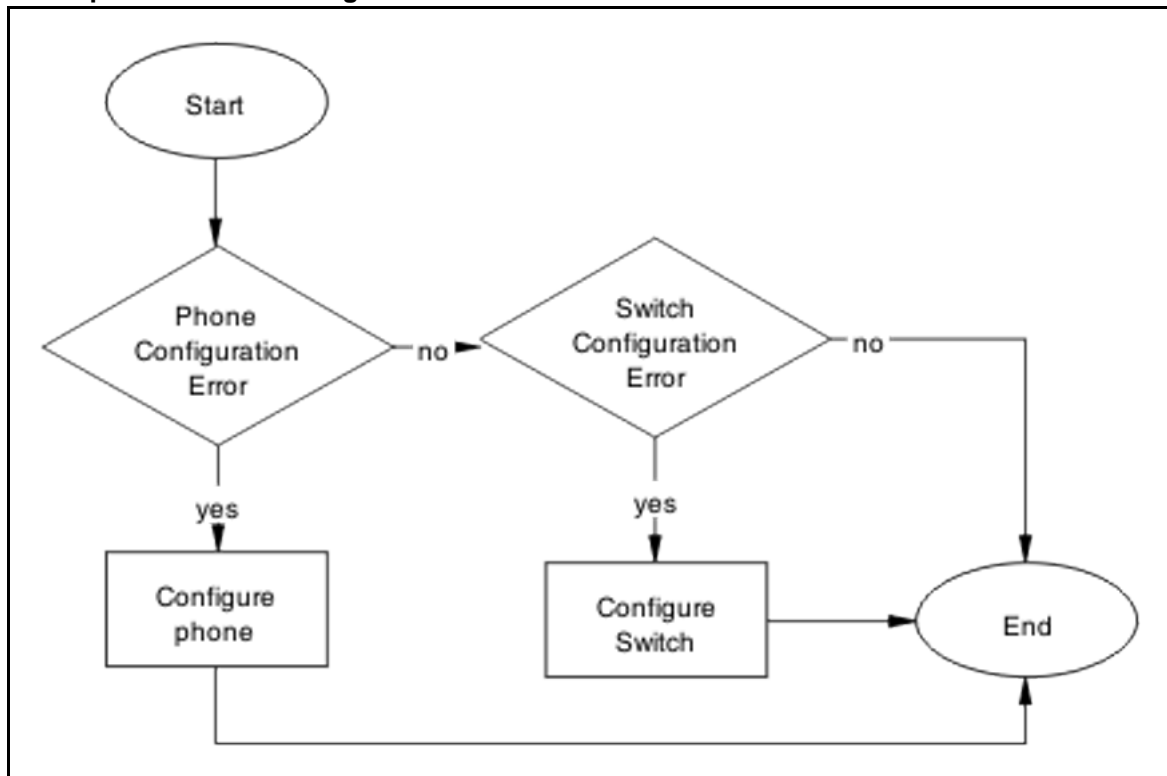 Start
Phone
Configuration
Error
no
Switch
Configuration
Error
no
yes
yes
Configure
phone
Configure
Switch
End